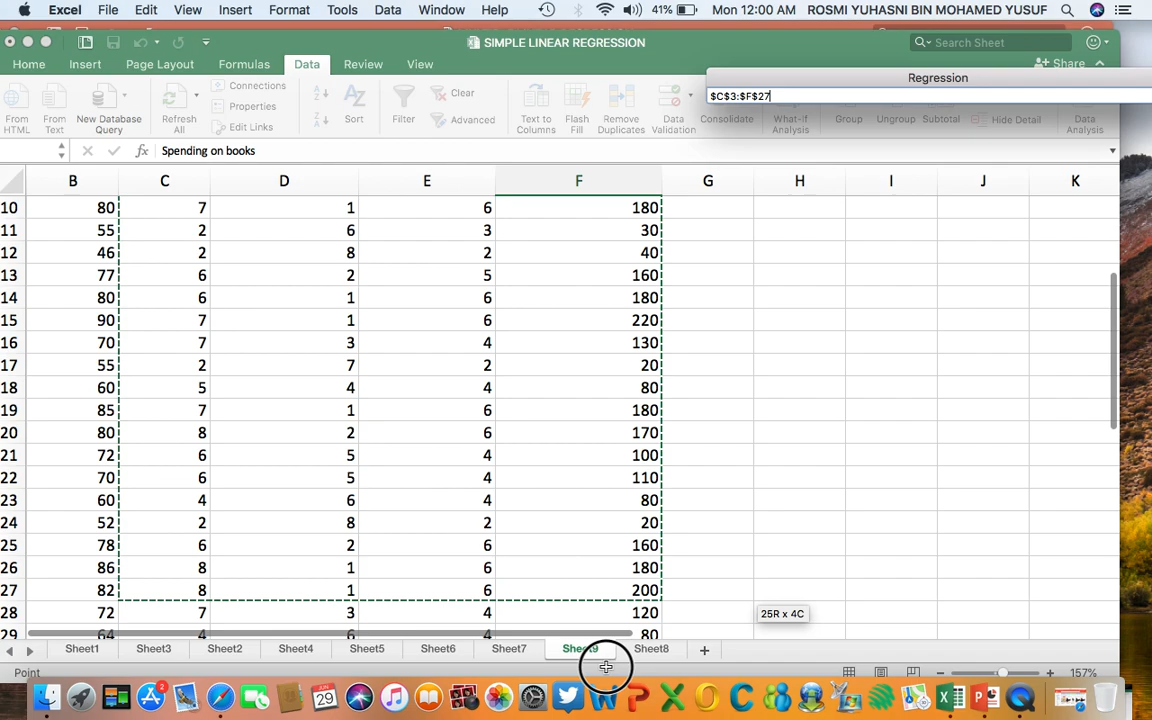 Excel File Edit View Insert Format Tools Data Window Help 41% Mon 12:00 AM ROSMI YUHASNI BIN MOHAMED YUSUF
SIMPLE LINEAR REGRESSION
Search Sheet
Home Insert Page Layout Formulas Data Review View
Share
Regression
$C$3:$F$27
From HTML
From Text
New Database Query
Refresh All
Connections
Properties
Edit Links
Sort
Filter
Clear
Advanced
Text to Columns
Flash Fill
Remove Duplicates
Data Validation
Consolidate
What-If Analysis
Group
Ungroup
Subtotal
Hide Detail
Data Analysis
fx Spending on books
B C D E F G H I J K
10 80 7 1 6 180
11 55 2 6 3 30
12 46 2 8 2 40
13 77 6 2 5 160
14 80 6 1 6 180
15 90 7 1 6 220
16 70 7 3 4 130
17 55 2 7 2 20
18 60 5 4 4 80
19 85 7 1 6 180
20 80 8 2 6 170
21 72 6 5 4 100
22 70 6 5 4 110
23 60 4 6 4 80
24 52 2 8 2 20
25 78 6 2 6 160
26 86 8 1 6 180
27 82 8 1 6 200
28 72 7 3 4 120
29 64 4 6 4 80
25R x 4C
Sheet1 Sheet3 Sheet2 Sheet4 Sheet5 Sheet6 Sheet7 Sheet9 Sheet8
Point
157%
2
29